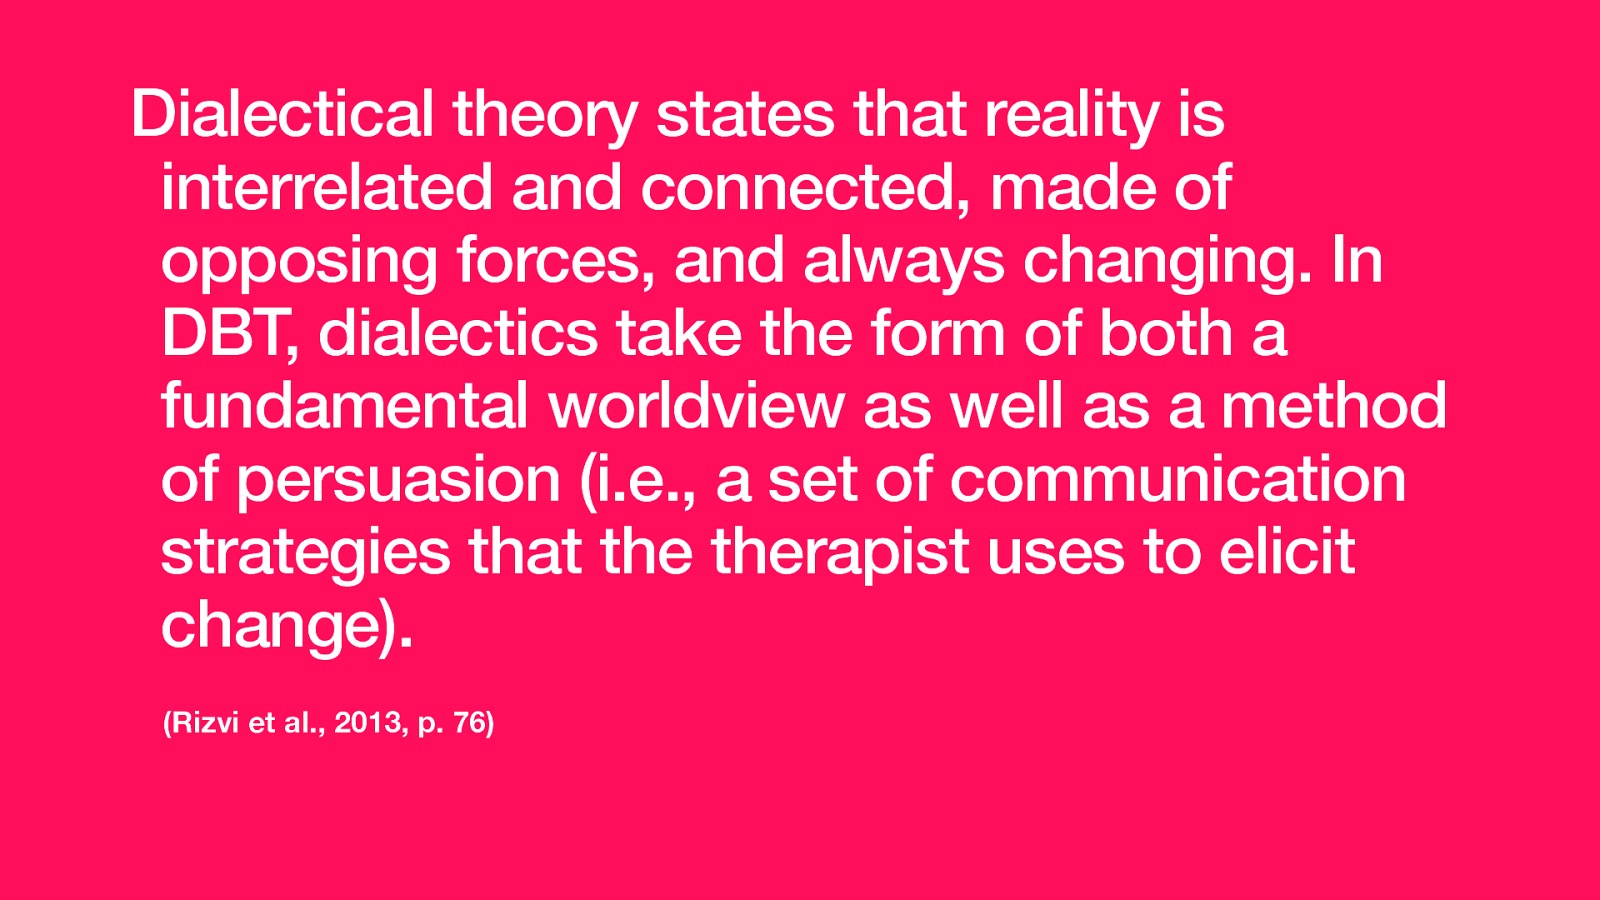 Dialectical theory states that reality is
interrelated and connected, made of
opposing forces, and always changing. In
DBT, dialectics take the form of both a
fundamental worldview as well as a method
of persuasion (i.e., a set of communication
strategies that the therapist uses to elicit
change).
(Rizvi et al., 2013, p. 76)